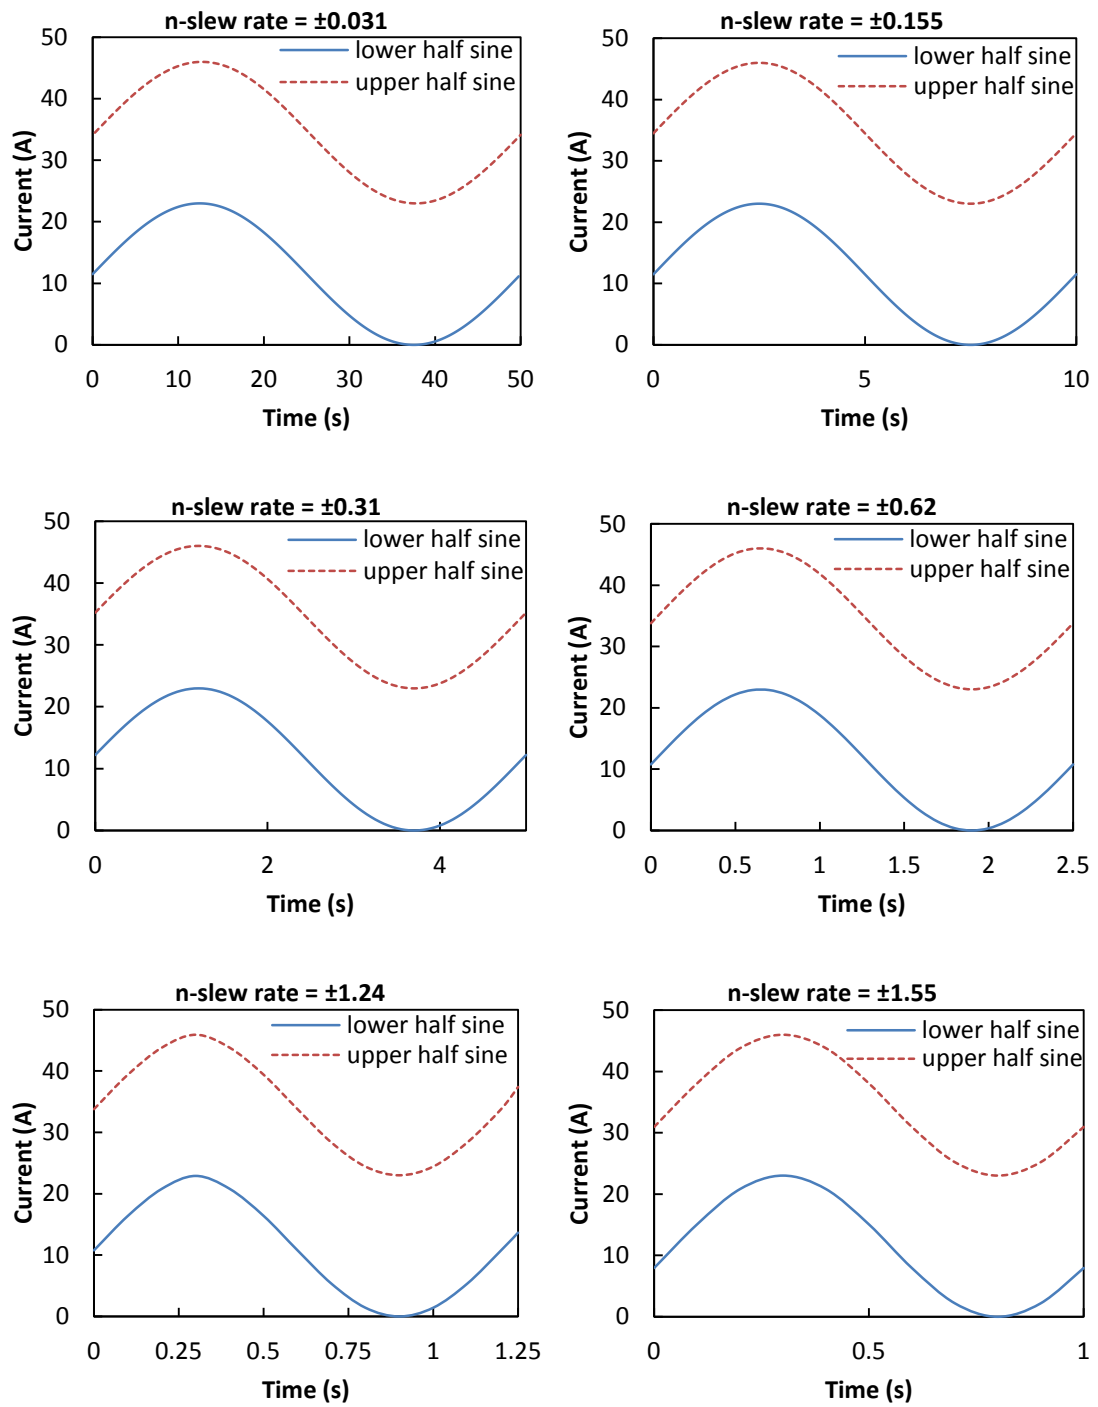 n-slew rate = ±0.031
50
40
30
20
10
0
Current (A)
lower half sine
upper half sine
0 10 20 30 40 50
Time (s)
n-slew rate = ±0.155
50
40
30
20
10
0
Current (A)
lower half sine
upper half sine
0 5 10
Time (s)
n-slew rate = ±0.31
50
40
30
20
10
0
Current (A)
lower half sine
upper half sine
0 2 4
Time (s)
n-slew rate = ±0.62
50
40
30
20
10
0
Current (A)
lower half sine
upper half sine
0 0.5 1 1.5 2 2.5
Time (s)
n-slew rate = ±1.24
50
40
30
20
10
0
Current (A)
lower half sine
upper half sine
0 0.25 0.5 0.75 1 1.25
Time (s)
n-slew rate = ±1.55
50
40
30
20
10
0
Current (A)
lower half sine
upper half sine
0 0.5 1
Time (s)